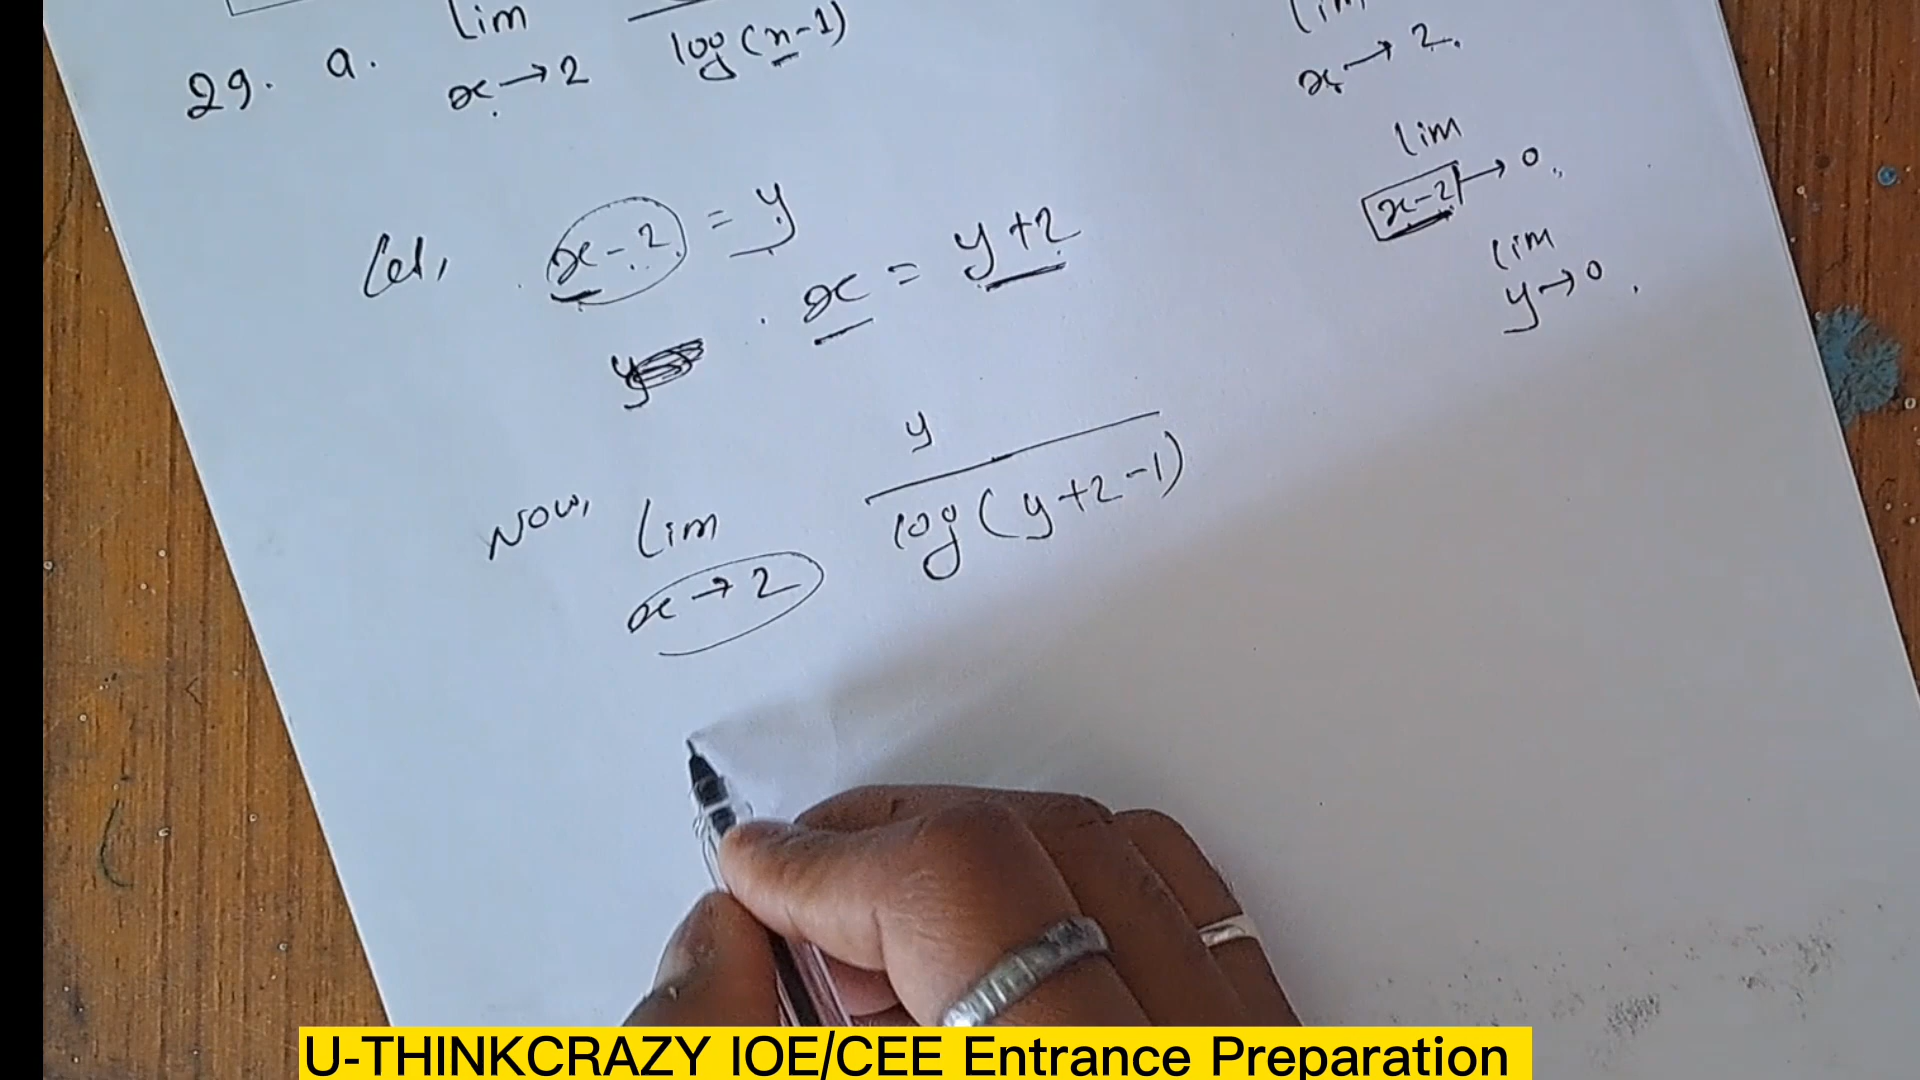 29. a. lim
x→2
log(n-1)
lim
x→2.
lim
x-2→0.
lim
y→0.
Let, x-2 = y
x = y+2
y
Now, lim
x→2
y
log(y+2-1)
U-THINKCRAZY IOE/CEE Entrance Preparation